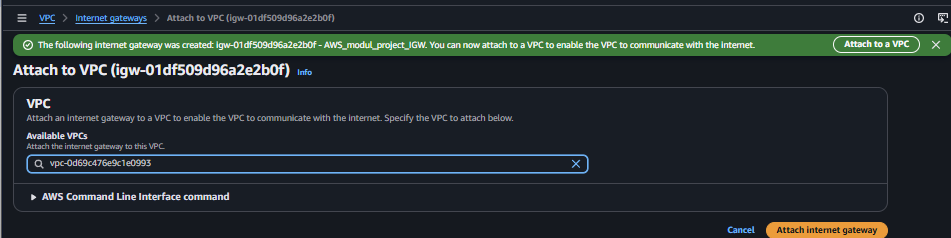 VPC > Internet gateways > Attach to VPC (igw-01df509d96a2e2b0f)
The following internet gateway was created: igw-01df509d96a2e2b0f - AWS_modul_project_IGW. You can now attach to a VPC to enable the VPC to communicate with the internet. Attach to a VPC
Attach to VPC (igw-01df509d96a2e2b0f) Info
VPC
Attach an internet gateway to a VPC to enable the VPC to communicate with the internet. Specify the VPC to attach below.
Available VPCs
Attach the internet gateway to this VPC.
vpc-0d69c476e9c1e0993
AWS Command Line Interface command
Cancel Attach internet gateway